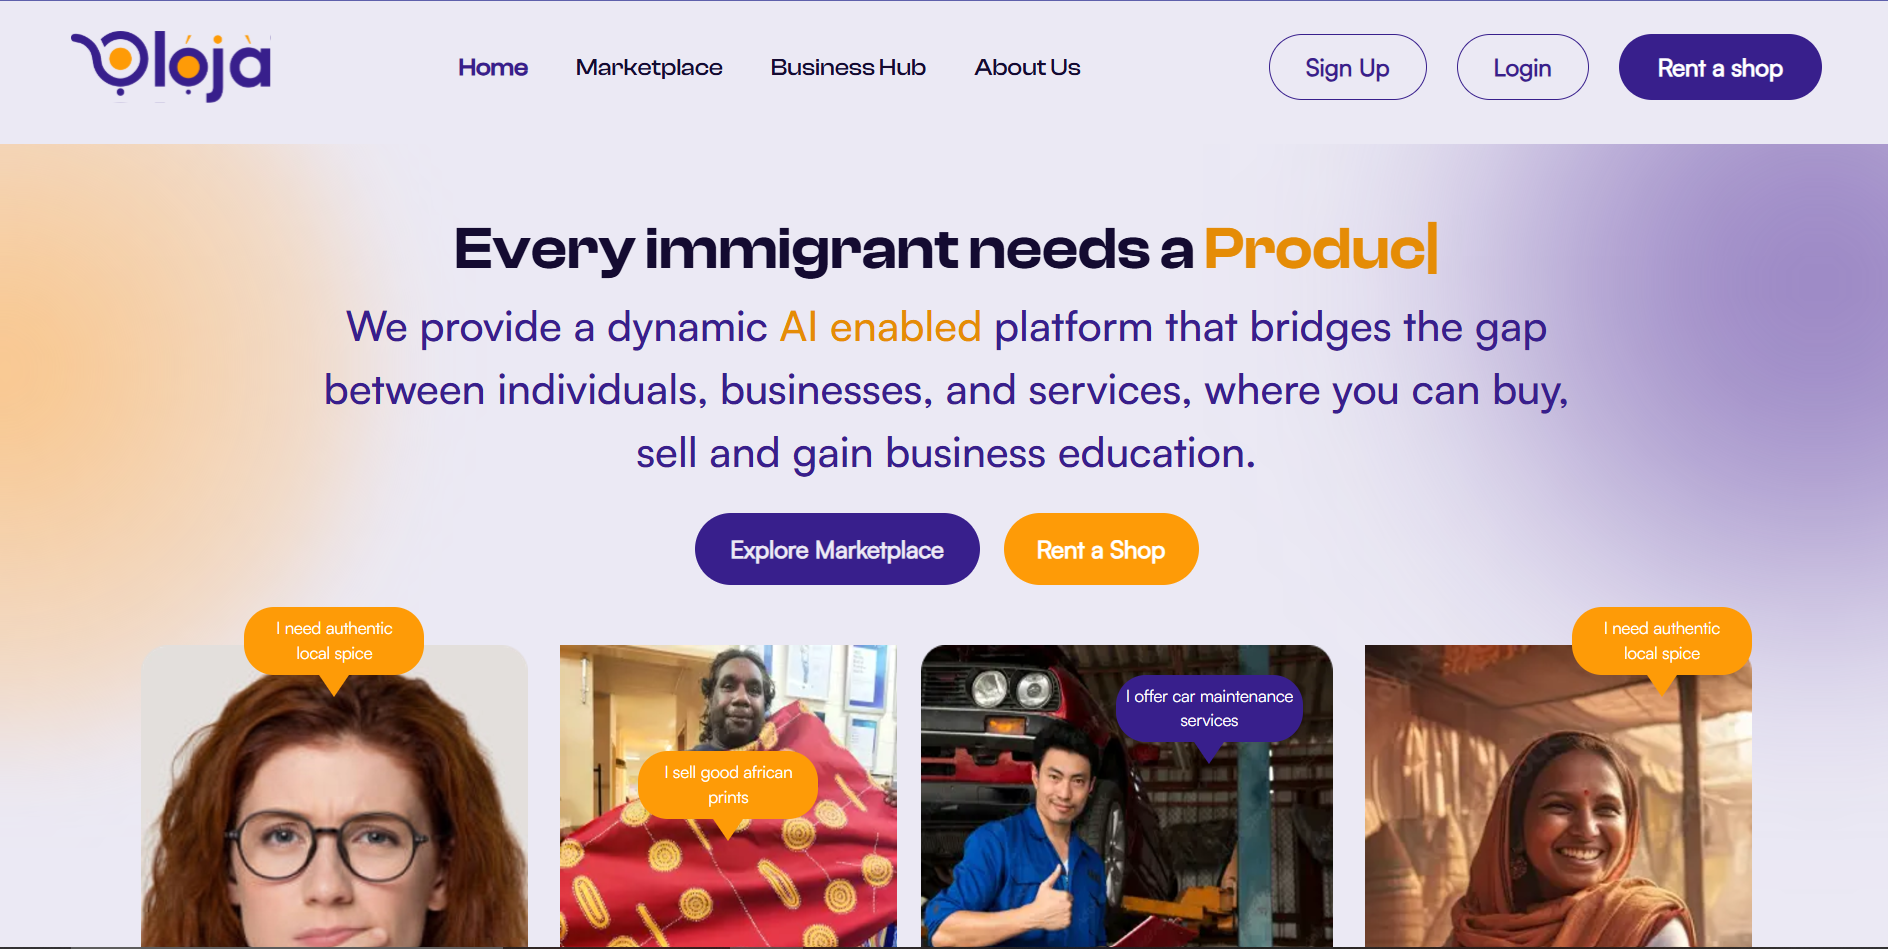 Oloja
Home
Marketplace
Business Hub
About Us
Sign Up
Login
Rent a shop
Every immigrant needs a Produc|
We provide a dynamic AI enabled platform that bridges the gap
between individuals, businesses, and services, where you can buy,
sell and gain business education.
Explore Marketplace
Rent a Shop
I need authentic
local spice
I sell good african
prints
I offer car maintenance
services
I need authentic
local spice